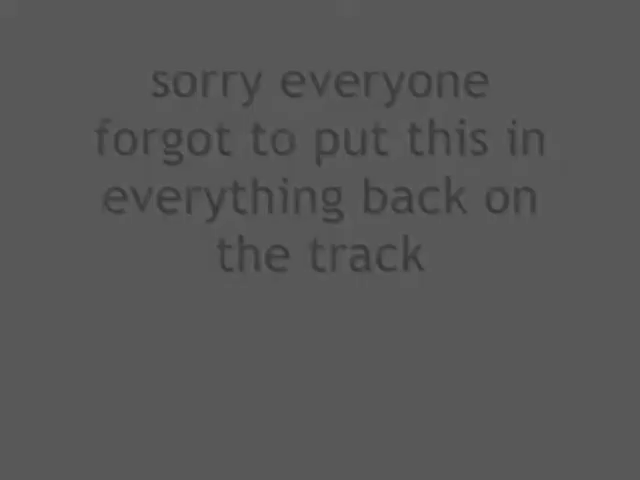 sorry everyone
forgot to put this in
everything back on
the track